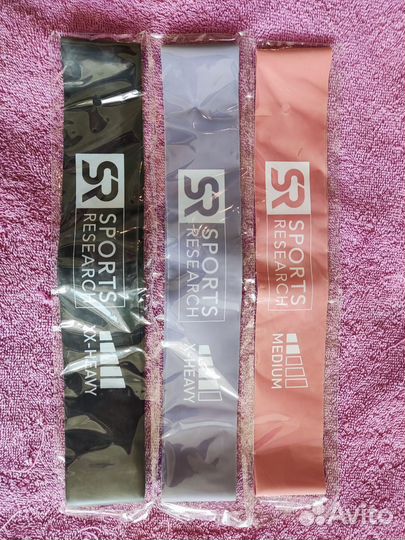 SR
SPORTS
RESEARCH
XX-HEAVY
SR
SPORTS
RESEARCH
X-HEAVY
SR
SPORTS
RESEARCH
MEDIUM
Avito